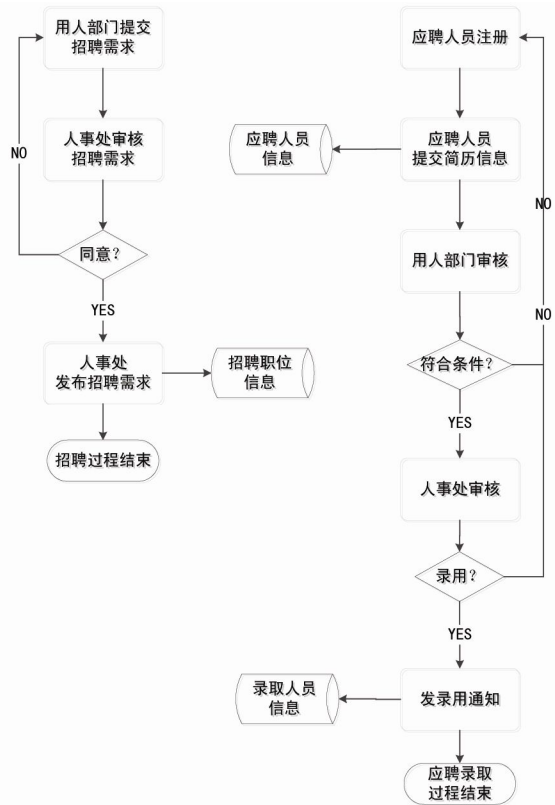 用人部门提交
招聘需求
NO
人事处审核
招聘需求
同意？
YES
人事处
发布招聘需求
招聘职位
信息
招聘过程结束
应聘人员注册
应聘人员
提交简历信息
应聘人员
信息
NO
用人部门审核
NO
符合条件？
YES
人事处审核
录用？
YES
发录用通知
录取人员
信息
应聘录取
过程结束